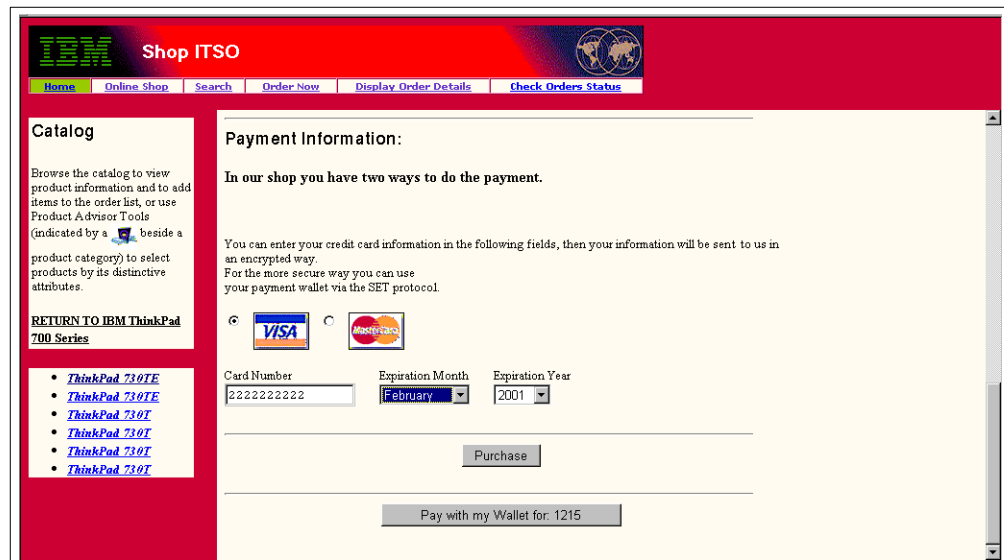 IBM Shop ITSO
Home Online Shop Search Order Now Display Order Details Check Orders Status
Catalog
Browse the catalog to view
product information and to add
items to the order list, or use
Product Advisor Tools
(indicated by a beside a
product category) to select
products by its distinctive
attributes.
RETURN TO IBM ThinkPad
700 Series
ThinkPad 730TE
ThinkPad 730TE
ThinkPad 730T
ThinkPad 730T
ThinkPad 730T
ThinkPad 730T
Payment Information:
In our shop you have two ways to do the payment.
You can enter your credit card information in the following fields, then your information will be sent to us in
an encrypted way.
For the more secure way you can use
your payment wallet via the SET protocol.
VISA MasterCard
Card Number Expiration Month Expiration Year
2222222222 February 2001
Purchase
Pay with my Wallet for: 1215